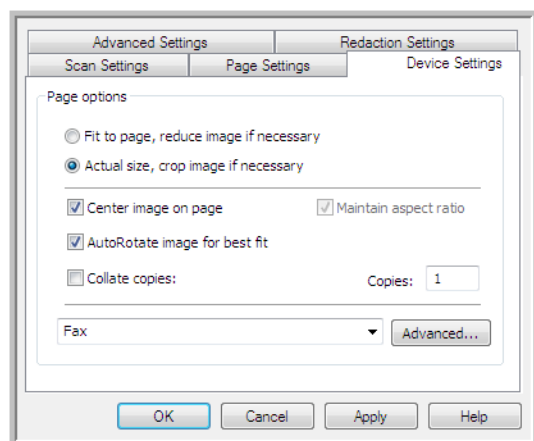 Advanced Settings Redaction Settings
Scan Settings Page Settings Device Settings
Page options
Fit to page, reduce image if necessary
Actual size, crop image if necessary
Center image on page Maintain aspect ratio
AutoRotate image for best fit
Collate copies: Copies: 1
Fax Advanced...
OK Cancel Apply Help